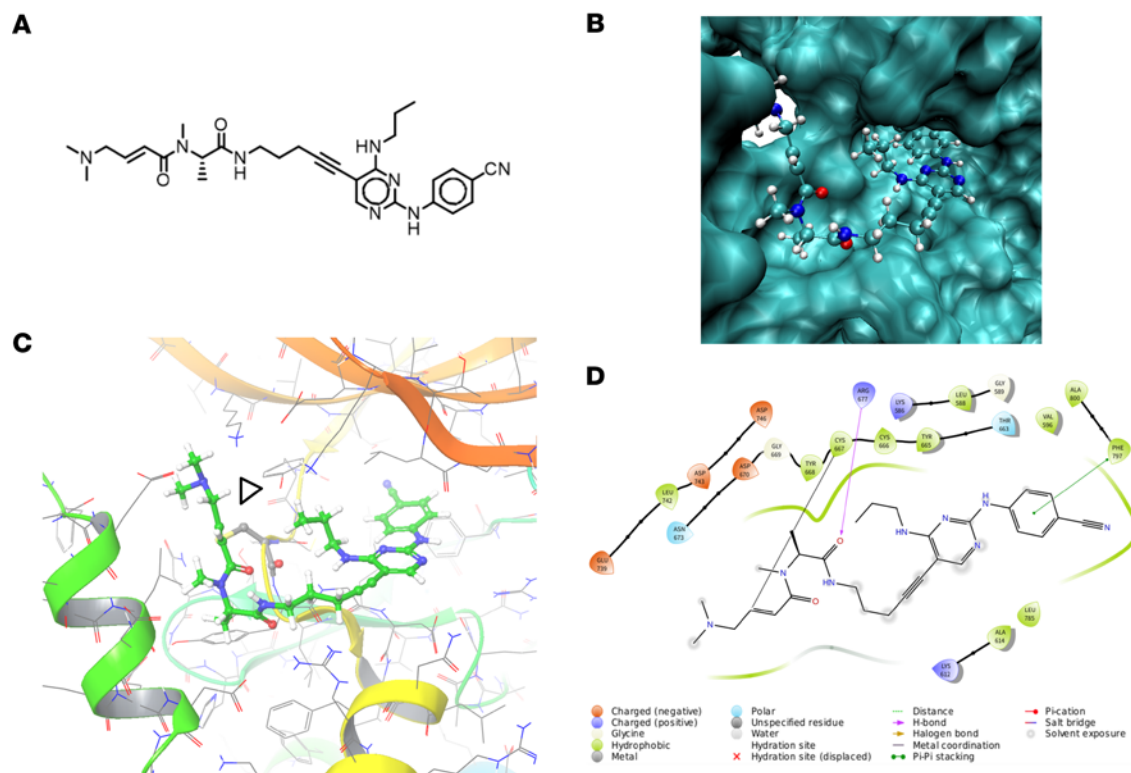 A
B
N
N
O
N
H
O
HN
N
N
N
H
CN
C
D
ARG
677
LYS
586
LEU
588
GLY
589
ALA
800
ASP
746
GLY
669
TYR
668
CYS
667
CYS
666
TYR
665
THR
663
VAL
596
PHE
797
LEU
742
ASP
743
ASP
670
ASN
673
GLU
739
O
HN
N
H
N
N
N
N
NH
N
O
LEU
785
ALA
614
LYS
612
Charged (negative)
Charged (positive)
Glycine
Hydrophobic
Metal
Polar
Unspecified residue
Water
Hydration site
Hydration site (displaced)
Distance
H-bond
Halogen bond
Metal coordination
Pi-Pi stacking
Pi-cation
Salt bridge
Solvent exposure